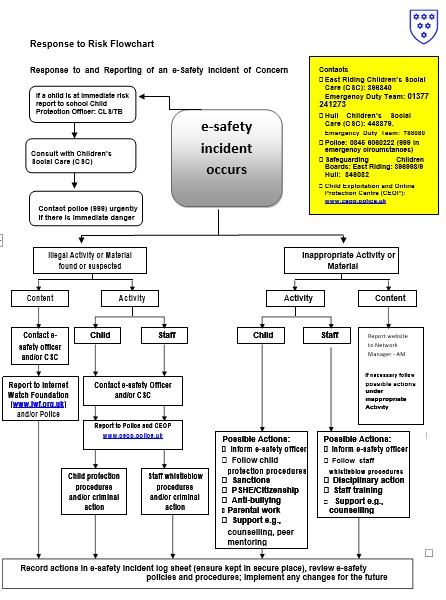 Response to Risk Flowchart
Response to and Reporting of an e-Safety Incident of Concern
If a child is at immediate risk
report to school Child
Protection Officer: CLS/TB
Consult with Children's
Social Care (CSC)
Contact police (999) urgently
if there is immediate danger
e-safety
incident
occurs
Contacts
East Riding Children's Social
Care (CSC): 396840
Emergency Duty Team: 01377
241273
Hull Children's Social
Care (CSC): 448879.
Emergency Duty Team: 788080
Police: 0845 6060222 (999 in
emergency circumstances)
Safeguarding Children
Boards: East Riding: 396998/9
Hull: 846082
Child Exploitation and Online
Protection Centre (CEOP):
www.ceop.police.uk
Illegal Activity or Material
found or suspected
Inappropriate Activity or
Material
Content
Activity
Activity
Content
Contact e-
safety officer
and/or CSC
Child
Staff
Child
Staff
Report website
to Network
Manager - AM
If necessary follow
possible actions
under
inappropriate
Activity
Report to Internet
Watch Foundation
(www.iwf.org.uk)
and/or Police
Contact e-safety Officer
and/or CSC
Report to Police and CEOP
www.ceop.police.uk
Child protection
procedures
and/or criminal
action
Staff whistleblow
procedures
and/or criminal
action
Possible Actions:
Inform e-safety officer
Follow child
protection procedures
Sanctions
PSHE/Citizenship
Anti-bullying
Parental work
Support e.g.,
counselling, peer
mentoring
Possible Actions:
Inform e-safety officer
Follow staff
whistleblow procedures
Disciplinary action
Staff training
Support e.g.,
counselling
Record actions in e-safety incident log sheet (ensure kept in secure place), review e-safety
policies and procedures; implement any changes for the future